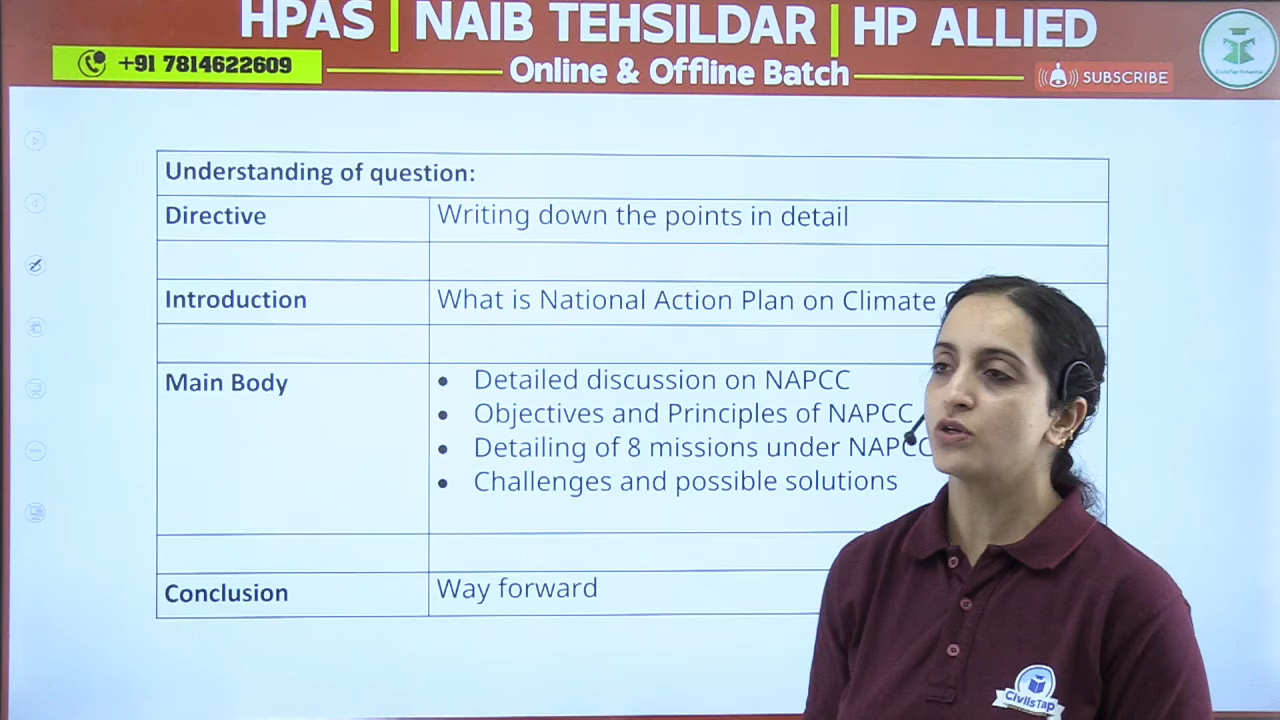 HPAS | NAIB TEHSILDAR | HP ALLIED
+91 7814622609
Online & Offline Batch
SUBSCRIBE
CivilsTap Himachal
Understanding of question:
Directive
Writing down the points in detail
Introduction
What is National Action Plan on Climate
Main Body
• Detailed discussion on NAPCC
• Objectives and Principles of NAPCC
• Detailing of 8 missions under NAPCC
• Challenges and possible solutions
Conclusion
Way forward
CivilsTap